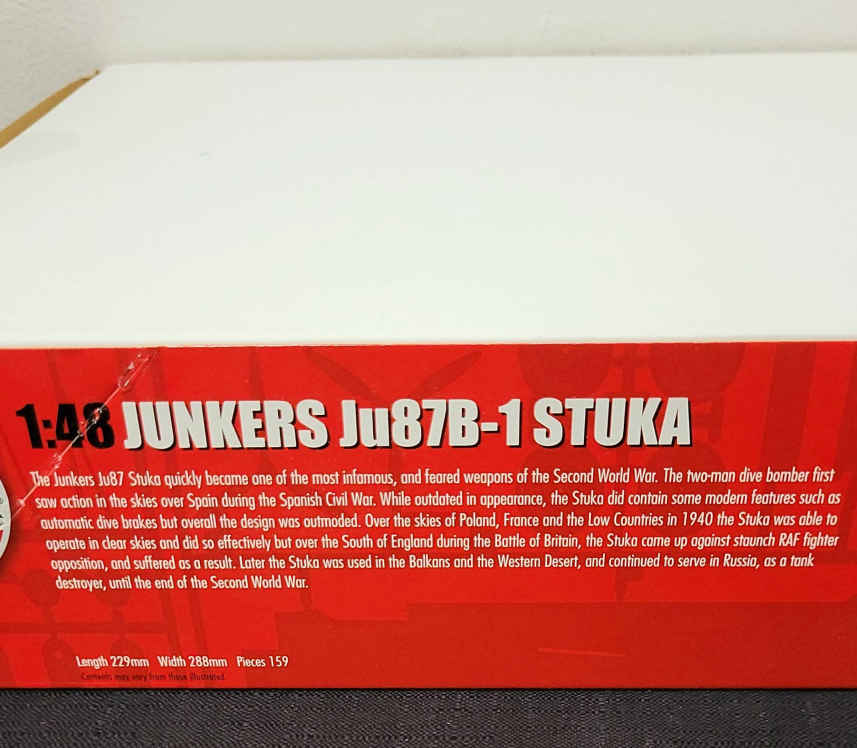 1:48 JUNKERS Ju87B-1 STUKA
The Junkers Ju87 Stuka quickly became one of the most infamous, and feared weapons of the Second World War. The two-man dive bomber first
saw action in the skies over Spain during the Spanish Civil War. While outdated in appearance, the Stuka did contain some modern features such as
automatic dive brakes but overall the design was outmoded. Over the skies of Poland, France and the Low Countries in 1940 the Stuka was able to
operate in clear skies and did so effectively but over the South of England during the Battle of Britain, the Stuka came up against staunch RAF fighter
opposition, and suffered as a result. Later the Stuka was used in the Balkans and the Western Desert, and continued to serve in Russia, as a tank
destroyer, until the end of the Second World War.
Length 229mm Width 288mm Pieces 159
Contents may vary from those illustrated.